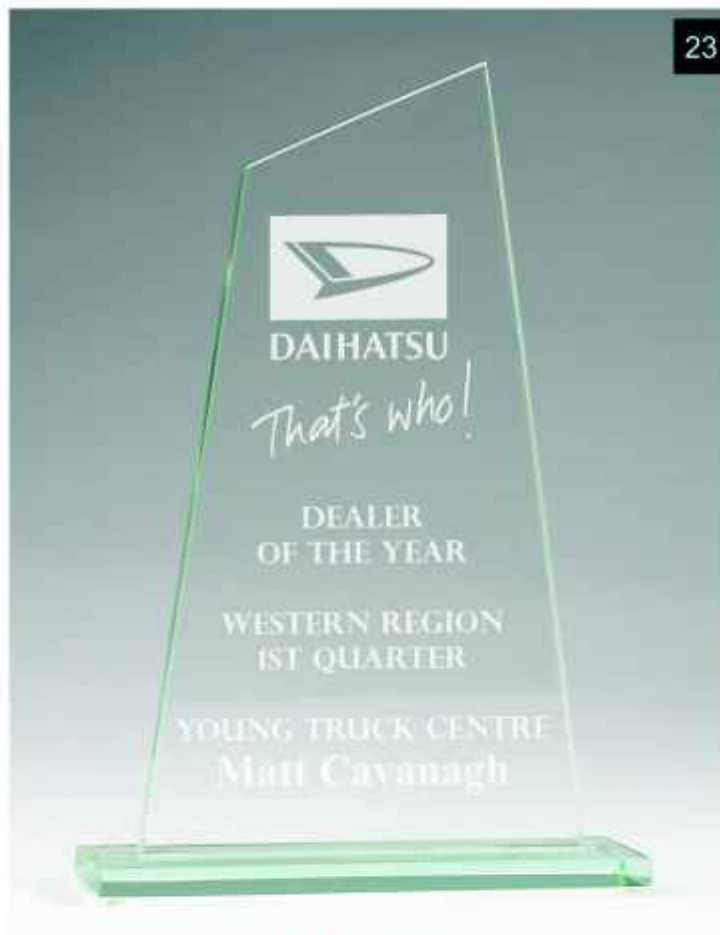 23
DAIHATSU
That's who!
DEALER
OF THE YEAR
WESTERN REGION
1ST QUARTER
YOUNG TRUCK CENTRE
Matt Cavanagh